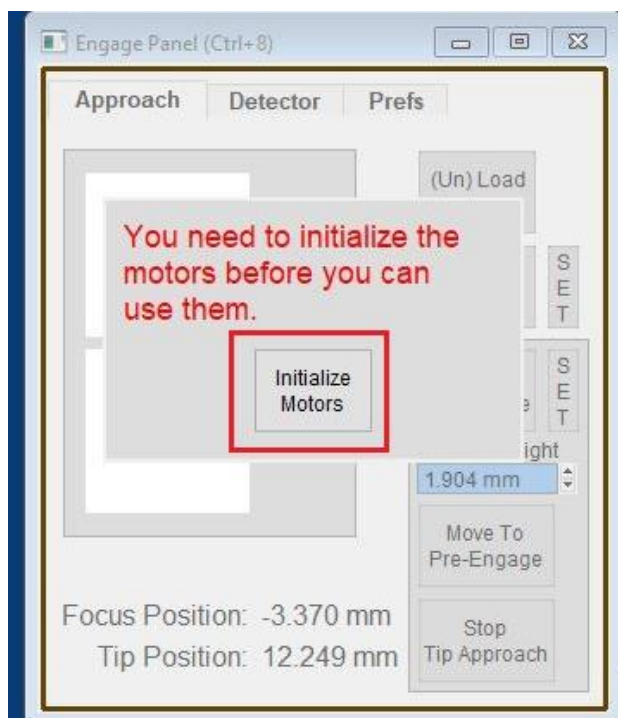 Engage Panel (Ctrl+8)
Approach Detector Prefs
(Un) Load
You need to initialize the
motors before you can
use them.
S
E
T
Initialize
Motors
S
E
T
1.904 mm
Move To
Pre-Engage
Focus Position: -3.370 mm
Tip Position: 12.249 mm
Stop
Tip Approach